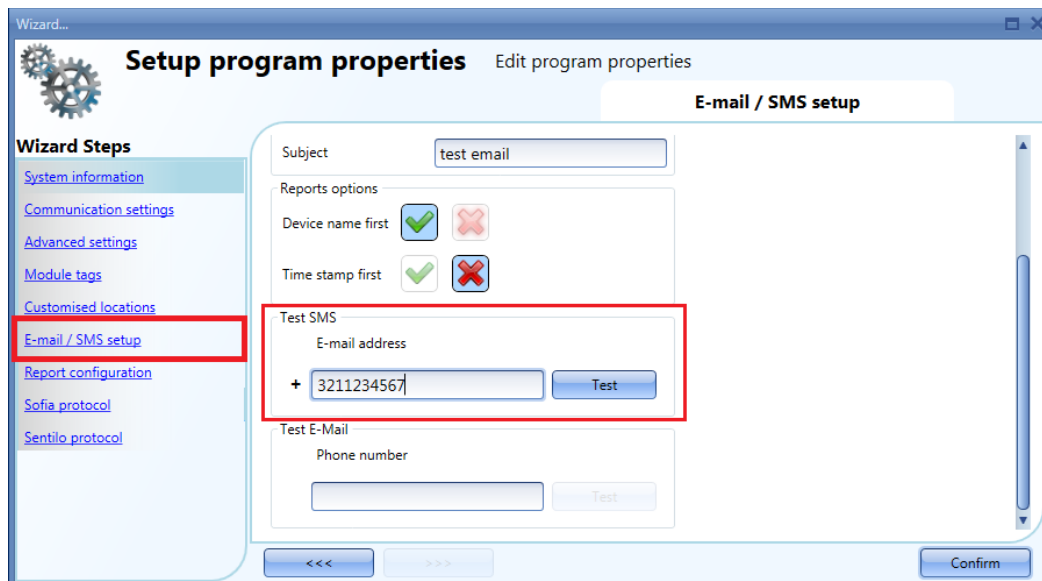 Wizard...
Setup program properties Edit program properties
E-mail / SMS setup
Wizard Steps
System information
Communication settings
Advanced settings
Module tags
Customised locations
E-mail / SMS setup
Report configuration
Sofia protocol
Sentilo protocol
Subject test email
Reports options
Device name first
Time stamp first
Test SMS
E-mail address
+ 3211234567 Test
Test E-Mail
Phone number
Test
<<< >>> Confirm